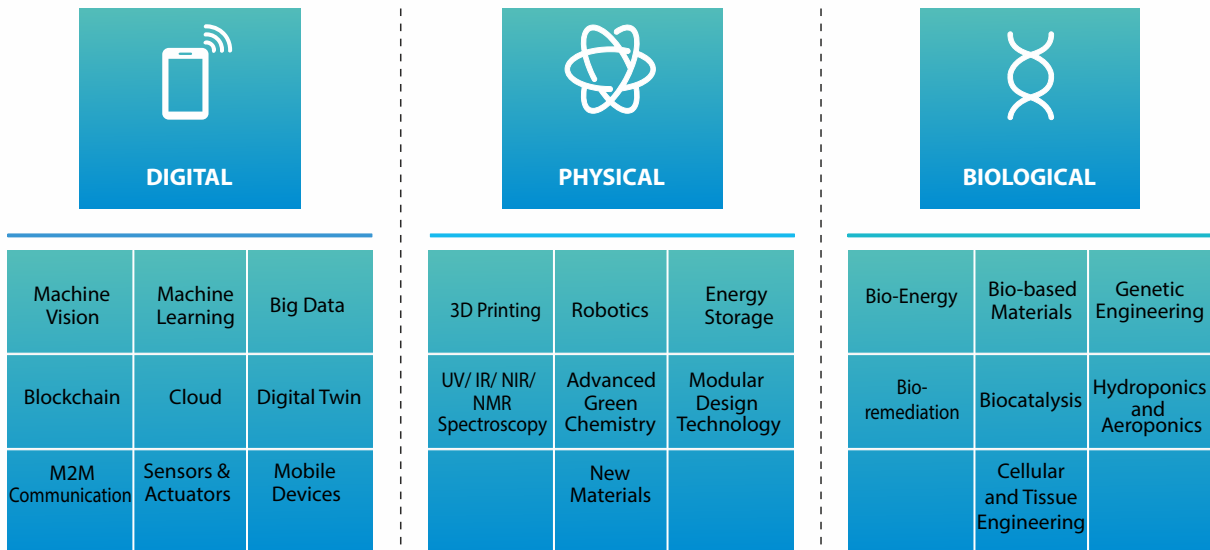 DIGITAL
PHYSICAL
BIOLOGICAL
Machine
Vision
Machine
Learning
Big Data
Blockchain
Cloud
Digital Twin
M2M
Communication
Sensors &
Actuators
Mobile
Devices
3D Printing
Robotics
Energy
Storage
UV/ IR/ NIR/
NMR
Spectroscopy
Advanced
Green
Chemistry
Modular
Design
Technology
New
Materials
Bio-Energy
Bio-based
Materials
Genetic
Engineering
Bio-
remediation
Biocatalysis
Hydroponics
and
Aeroponics
Cellular
and Tissue
Engineering